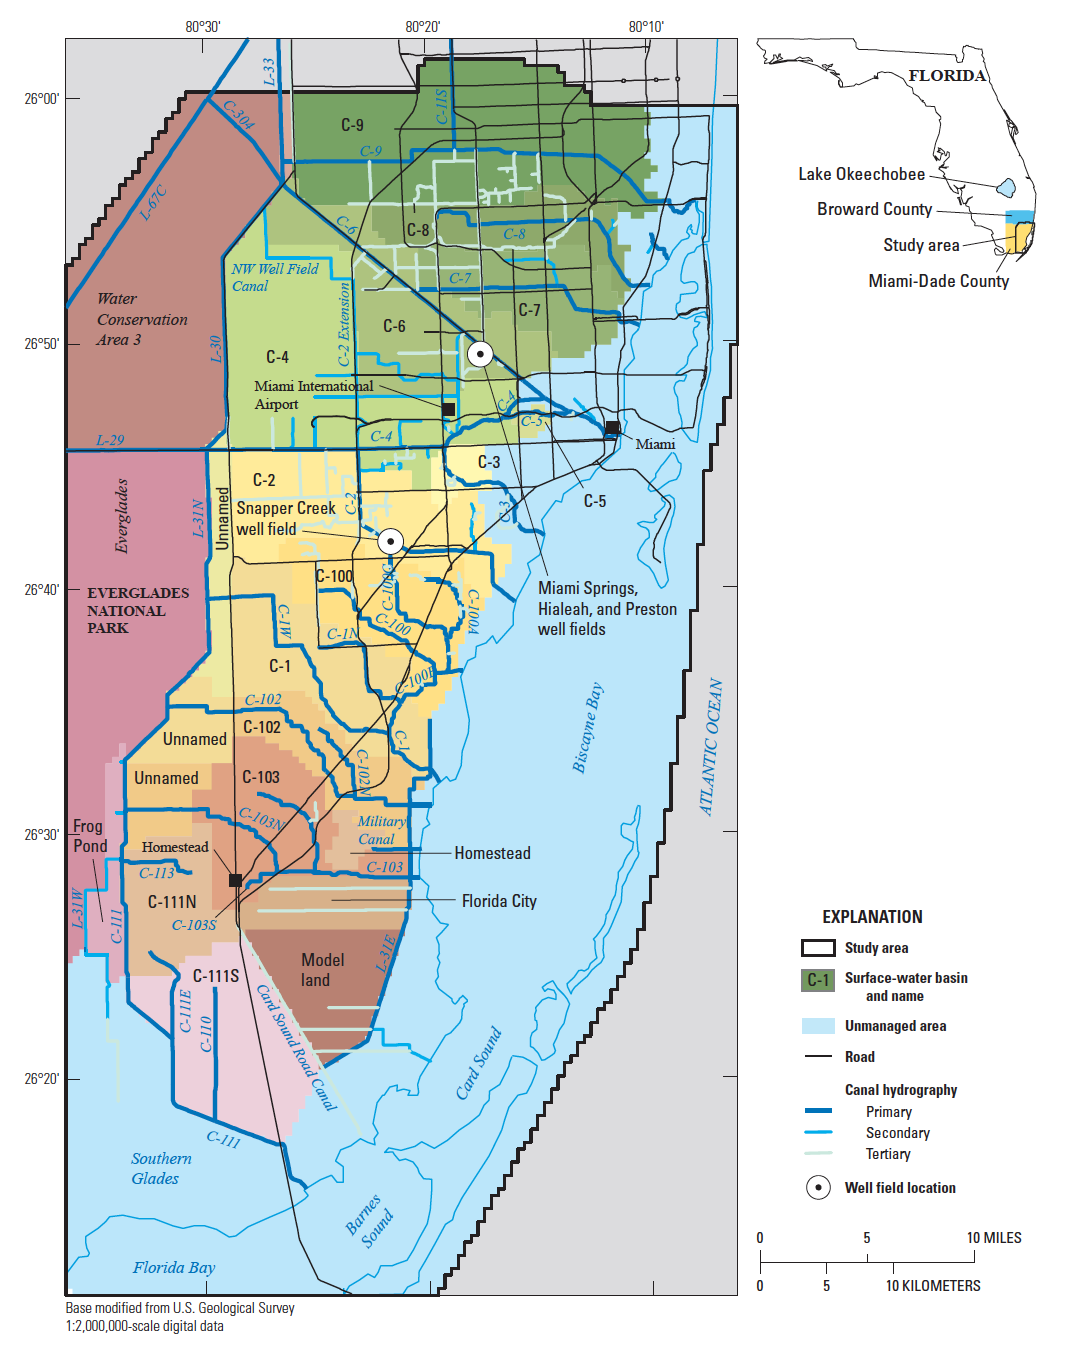 80°30'
80°20'
80°10'
26°00'
26°50'
26°40'
26°30'
26°20'
L-33
C-304
L-67C
C-11S
C-9
C-9
C-6
C-8
C-8
C-7
C-7
NW Well Field
Canal
C-2 Extension
Water
Conservation
Area 3
L-30
C-6
C-4
Miami International
Airport
C-4
C-5
C-4
L-29
Miami
C-3
C-2
C-5
Everglades
L-31N
Unnamed
Snapper Creek
well field
C-2
C-3
C-100
C-100C
EVERGLADES
NATIONAL
PARK
Miami Springs,
Hialeah, and Preston
well fields
C-1W
C-1N
C-100
C-100A
C-1
C-100B
C-102
C-102
Unnamed
C-1
Biscayne Bay
ATLANTIC OCEAN
Unnamed
C-103
C-102N
Frog
Pond
C-103N
Military
Canal
Homestead
Homestead
C-113
C-103
C-111N
Florida City
L-31W
C-111
C-103S
Model
land
L-31E
C-111S
C-111E
C-110
Card Sound Road Canal
Card Sound
C-111
Southern
Glades
Barnes
Sound
Florida Bay
Base modified from U.S. Geological Survey
1:2,000,000-scale digital data
FLORIDA
Lake Okeechobee
Broward County
Study area
Miami-Dade County
EXPLANATION
Study area
C-1
Surface-water basin
and name
Unmanaged area
Road
Canal hydrography
Primary
Secondary
Tertiary
Well field location
0 5 10 MILES
0 5 10 KILOMETERS